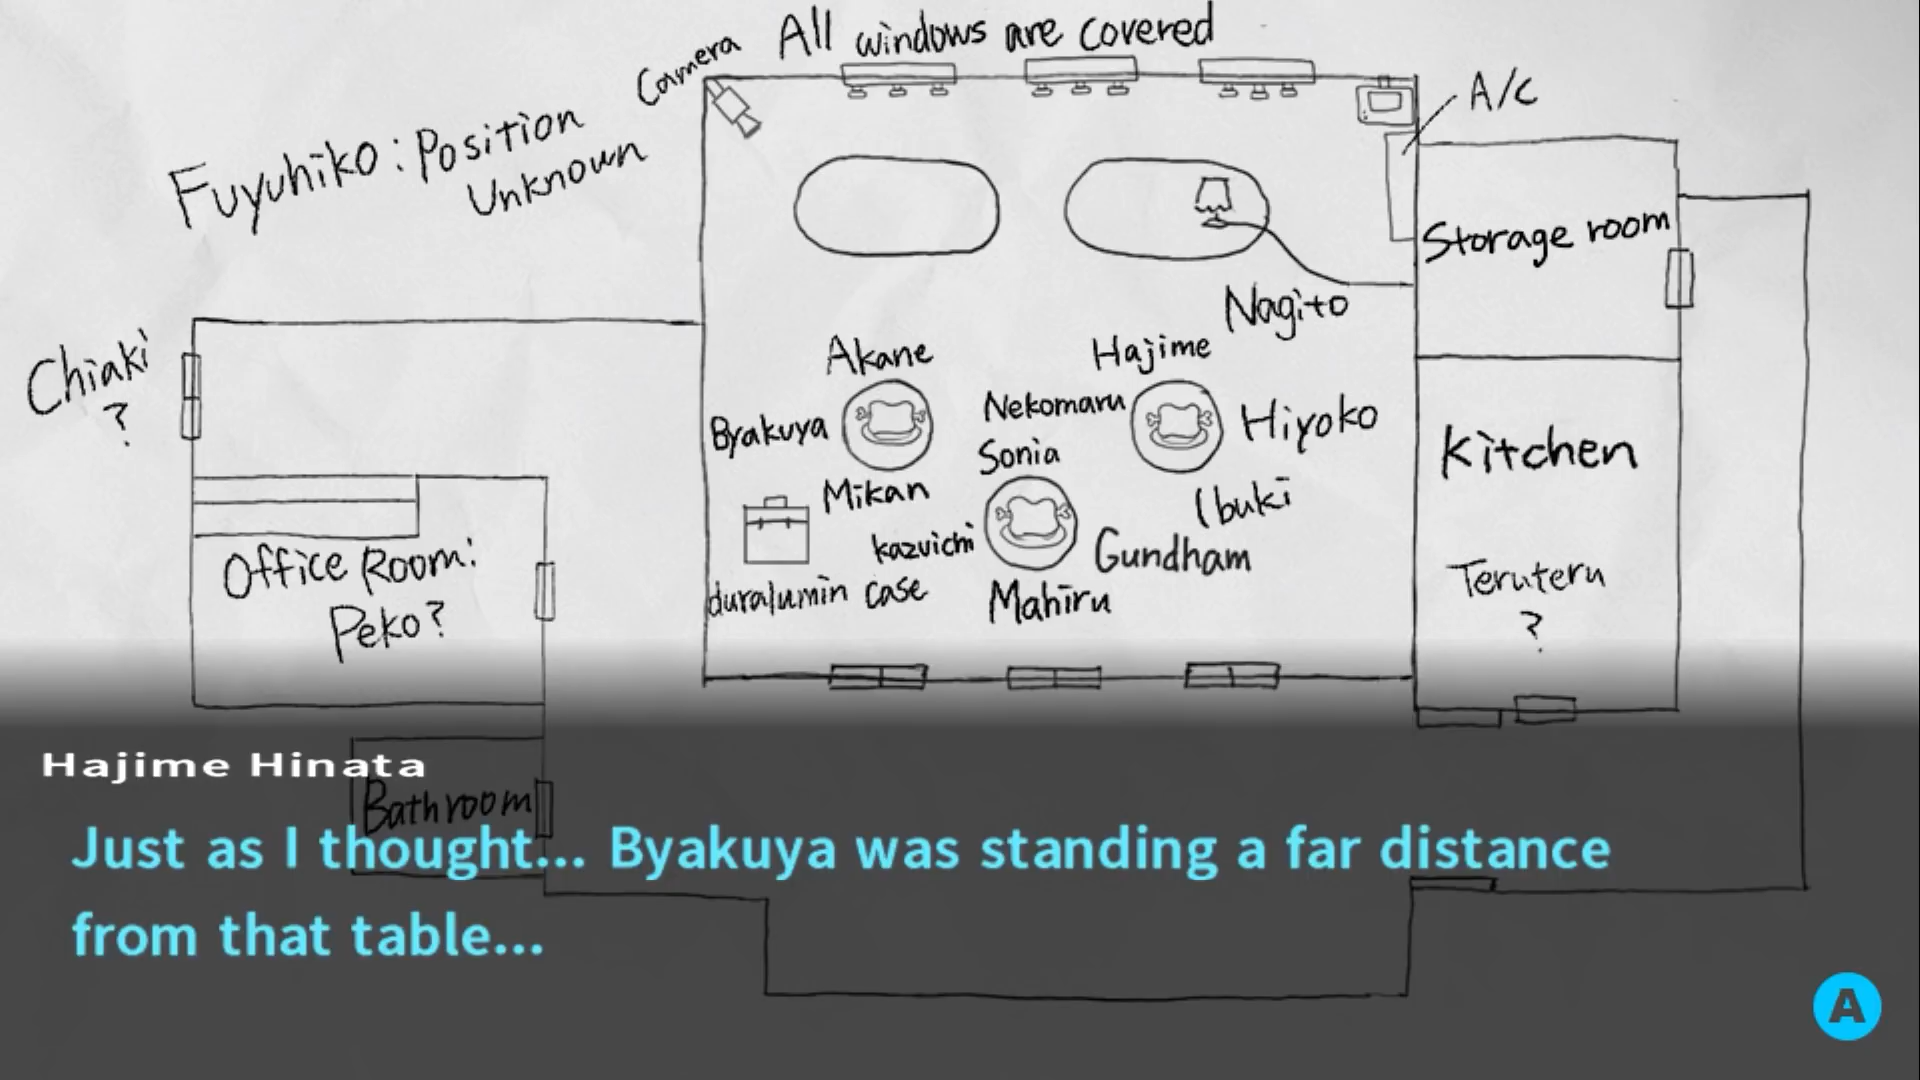 All windows are covered
Camera
A/C
Fuyuhiko: Position
Unknown
Storage room
Nagito
Chiaki
?
Akane
Hajime
Byakuya
Nekomaru
Hiyoko
Sonia
Kitchen
Mikan
Ibuki
kazuichi
Gundham
duralumin case
Mahiru
Office Room:
Peko?
Teruteru
?
Hajime Hinata
Bathroom
Just as I thought... Byakuya was standing a far distance
from that table...
A